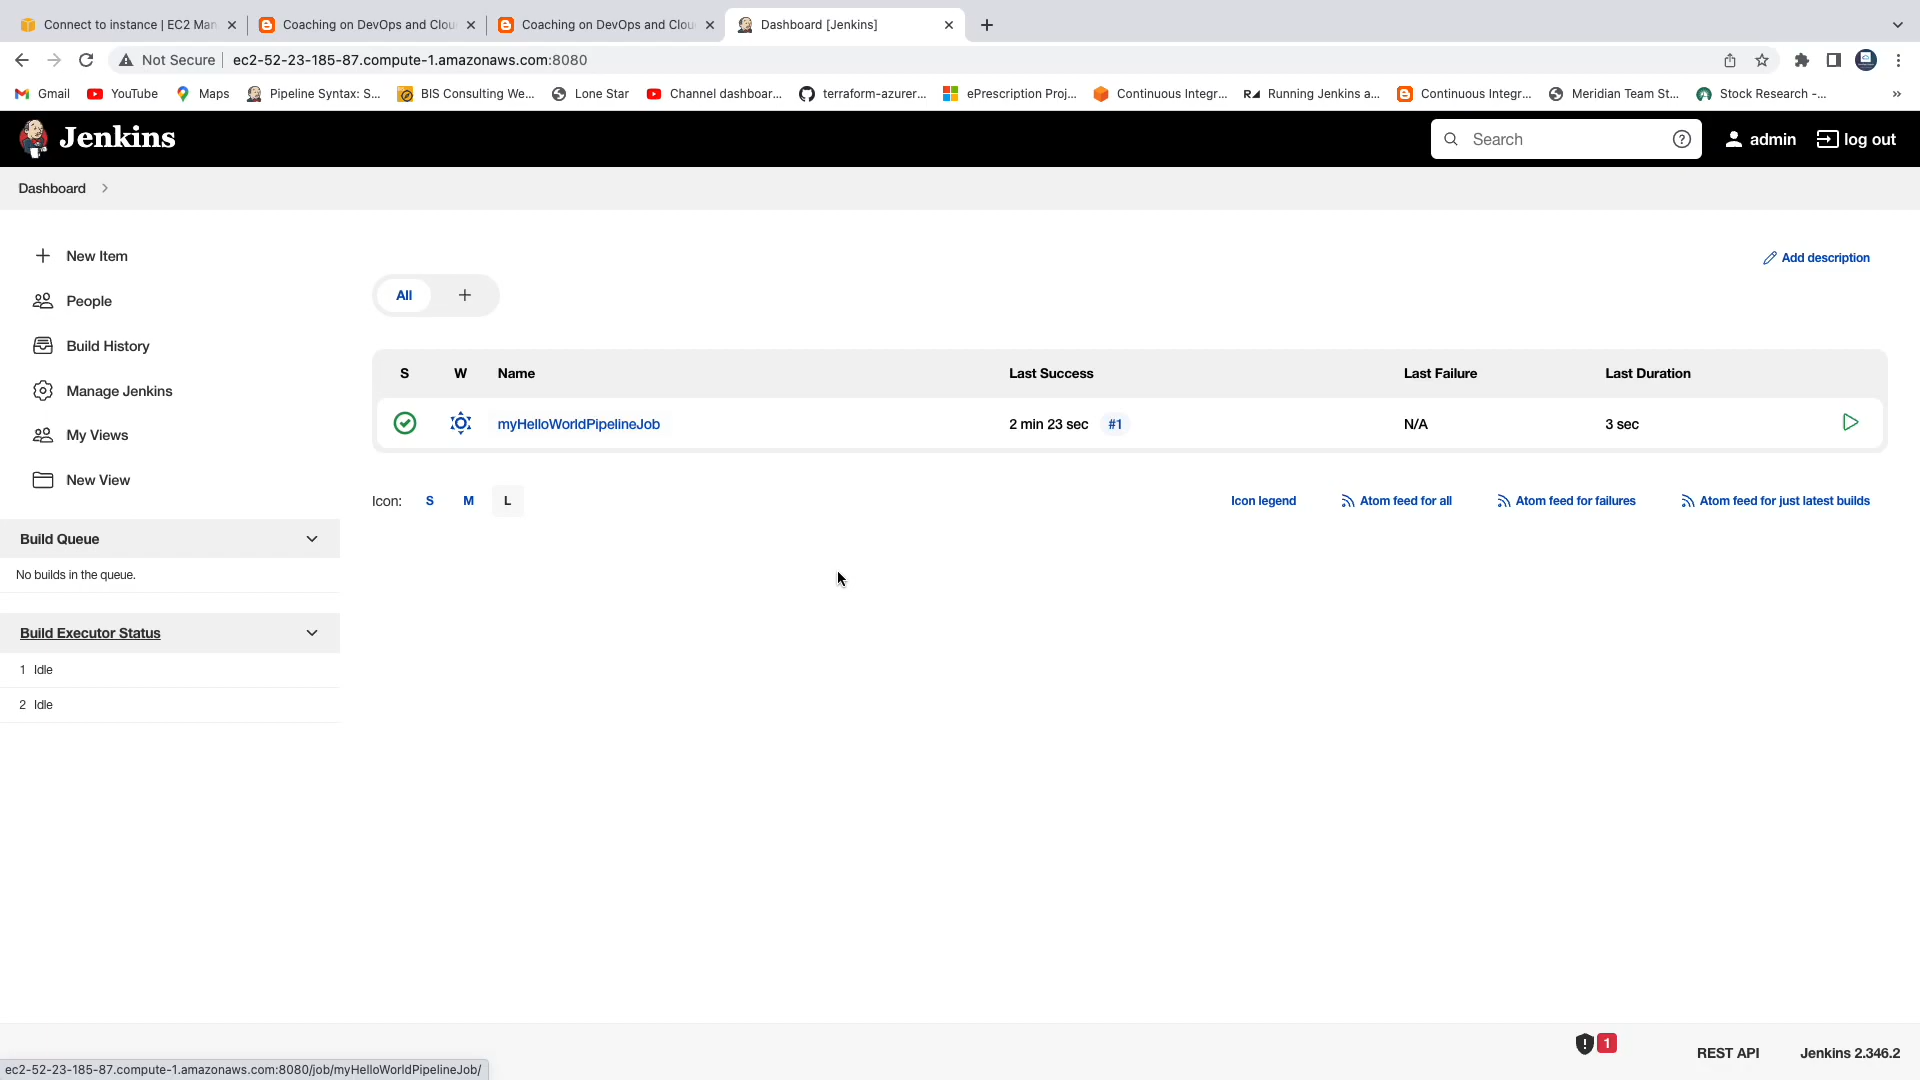 Connect to instance | EC2 Man
Coaching on DevOps and Clou
Coaching on DevOps and Clou
Dashboard [Jenkins]
Not Secure
ec2-52-23-185-87.compute-1.amazonaws.com:8080
Gmail
YouTube
Maps
Pipeline Syntax: S...
BIS Consulting We...
Lone Star
Channel dashboar...
terraform-azurer...
ePrescription Proj...
Continuous Integr...
Running Jenkins a...
Continuous Integr...
Meridian Team St...
Stock Research -...
»
Jenkins
Search
?
admin
log out
Dashboard
New Item
People
Build History
Manage Jenkins
My Views
New View
Build Queue
No builds in the queue.
Build Executor Status
1 Idle
2 Idle
Add description
All
+
S W Name Last Success Last Failure Last Duration
myHelloWorldPipelineJob 2 min 23 sec #1 N/A 3 sec
Icon: S M L
Icon legend
Atom feed for all
Atom feed for failures
Atom feed for just latest builds
1
REST API
Jenkins 2.346.2
ec2-52-23-185-87.compute-1.amazonaws.com:8080/job/myHelloWorldPipelineJob/